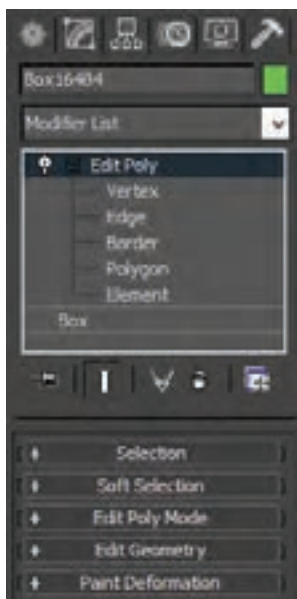 Box16484
Modifier List
Edit Poly
Vertex
Edge
Border
Polygon
Element
Box
Selection
Soft Selection
Edit Poly Mode
Edit Geometry
Paint Deformation